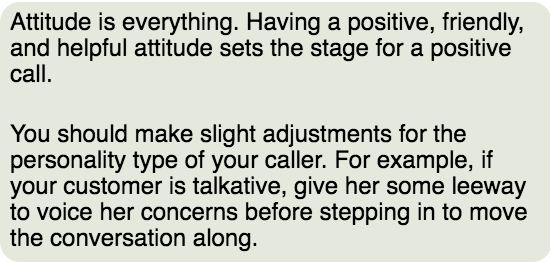 Attitude is everything. Having a positive, friendly,
and helpful attitude sets the stage for a positive
call.
You should make slight adjustments for the
personality type of your caller. For example, if
your customer is talkative, give her some leeway
to voice her concerns before stepping in to move
the conversation along.